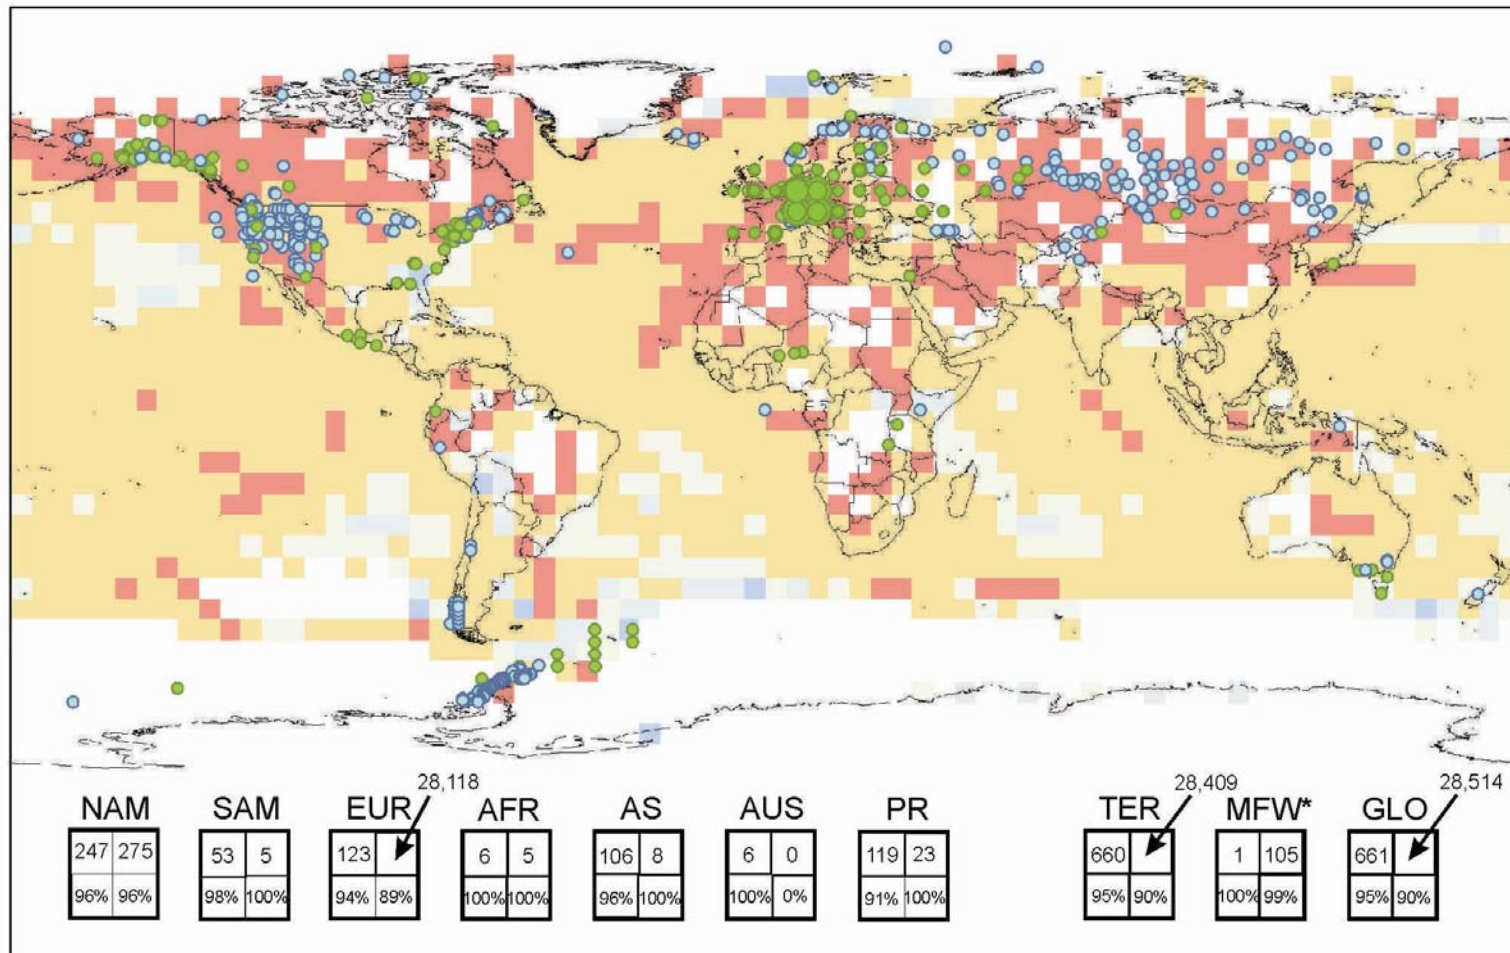 28,118
28,409
28,514
NAM SAM EUR AFR AS AUS PR TER MFW* GLO
247 275 53 5 123 6 5 106 8 6 0 119 23 660 1 105 661
96% 96% 98% 100% 94% 89% 100% 100% 96% 100% 100% 0% 91% 100% 95% 90% 100% 99% 95% 90%